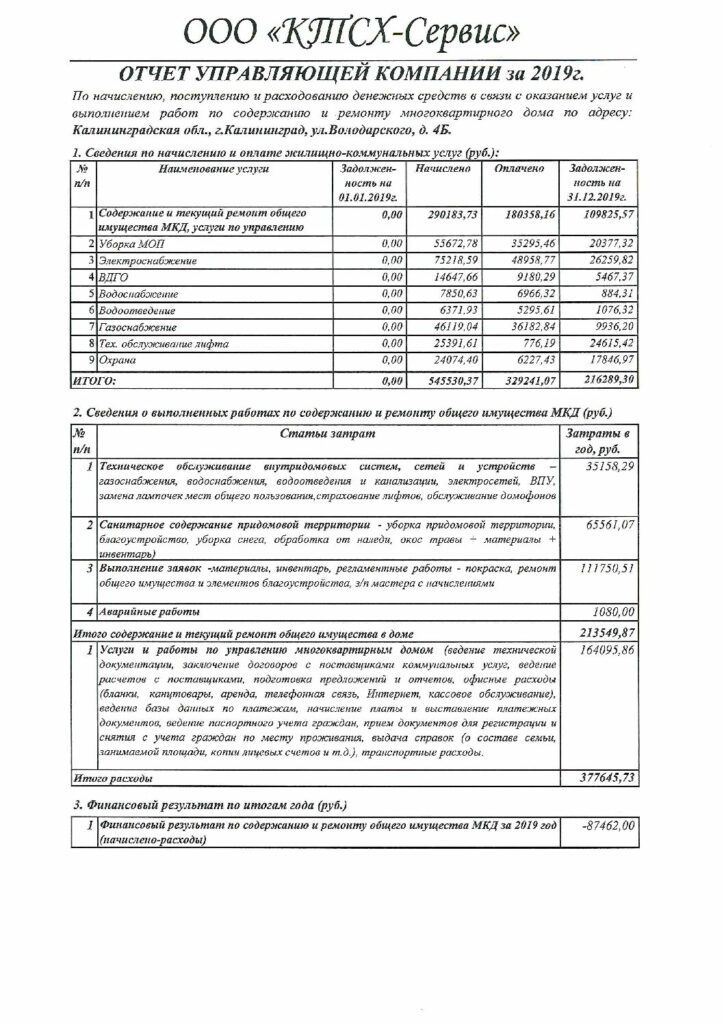 ООО «КТСХ-Сервис»
ОТЧЕТ УПРАВЛЯЮЩЕЙ КОМПАНИИ за 2019г.
По начислению, поступлению и расходованию денежных средств в связи с оказанием услуг и
выполнением работ по содержанию и ремонту многоквартирного дома по адресу:
Калининградская обл., г.Калининград, ул.Володарского, д. 4Б.
1. Сведения по начислению и оплате жилищно-коммунальных услуг (руб.):
№ Наименование услуги Задолжен- Начислено Оплачено Задолжен-
п/п ность на ность на
01.01.2019г. 31.12.2019г.
1 Содержание и текущий ремонт общего 0,00 290183,73 180358,16 109825,57
имущества МКД, услуги по управлению
2 Уборка МОП 0,00 55672,78 35295,46 20377,32
3 Электроснабжение 0,00 75218,59 48958,77 26259,82
4 ВДГО 0,00 14647,66 9180,29 5467,37
5 Водоснабжение 0,00 7850,63 6966,32 884,31
6 Водоотведение 0,00 6371,93 5295,61 1076,32
7 Газоснабжение 0,00 46119,04 36182,84 9936,20
8 Тех. обслуживание лифта 0,00 25391,61 776,19 24615,42
9 Охрана 0,00 24074,40 6227,43 17846,97
ИТОГО: 0,00 545530,37 329241,07 216289,30
2. Сведения о выполненных работах по содержанию и ремонту общего имущества МКД (руб.)
№ Статьи затрат Затраты в
п/п год, руб.
1 Техническое обслуживание внутридомовых систем, сетей и устройств – 35158,29
газоснабжения, водоснабжения, водоотведения и канализации, электросетей, ВПУ,
замена лампочек мест общего пользования,страхование лифтов, обслуживание домофонов
2 Санитарное содержание придомовой территории - уборка придомовой территории, 65561,07
благоустройство, уборка снега, обработка от наледи, окос травы + материалы +
инвентарь)
3 Выполнение заявок -материалы, инвентарь, регламентные работы - покраска, ремонт 111750,51
общего имущества и элементов благоустройства, з/п мастера с начислениями
4 Аварийные работы 1080,00
Итого содержание и текущий ремонт общего имущества в доме 213549,87
1 Услуги и работы по управлению многоквартирным домом (ведение технической 164095,86
документации, заключение договоров с поставщиками коммунальных услуг, ведение
расчетов с поставщиками, подготовка предложений и отчетов, офисные расходы
(бланки, канцтовары, аренда, телефонная связь, Интернет, кассовое обслуживание),
ведение базы данных по платежам, начисление платы и выставление платежных
документов, ведение паспортного учета граждан, прием документов для регистрации и
снятия с учета граждан по месту проживания, выдача справок (о составе семьи,
занимаемой площади, копии лицевых счетов и т.д.), транспортные расходы.
Итого расходы 377645,73
3. Финансовый результат по итогам года (руб.)
1 Финансовый результат по содержанию и ремонту общего имущества МКД за 2019 год -87462,00
(начислено-расходы)